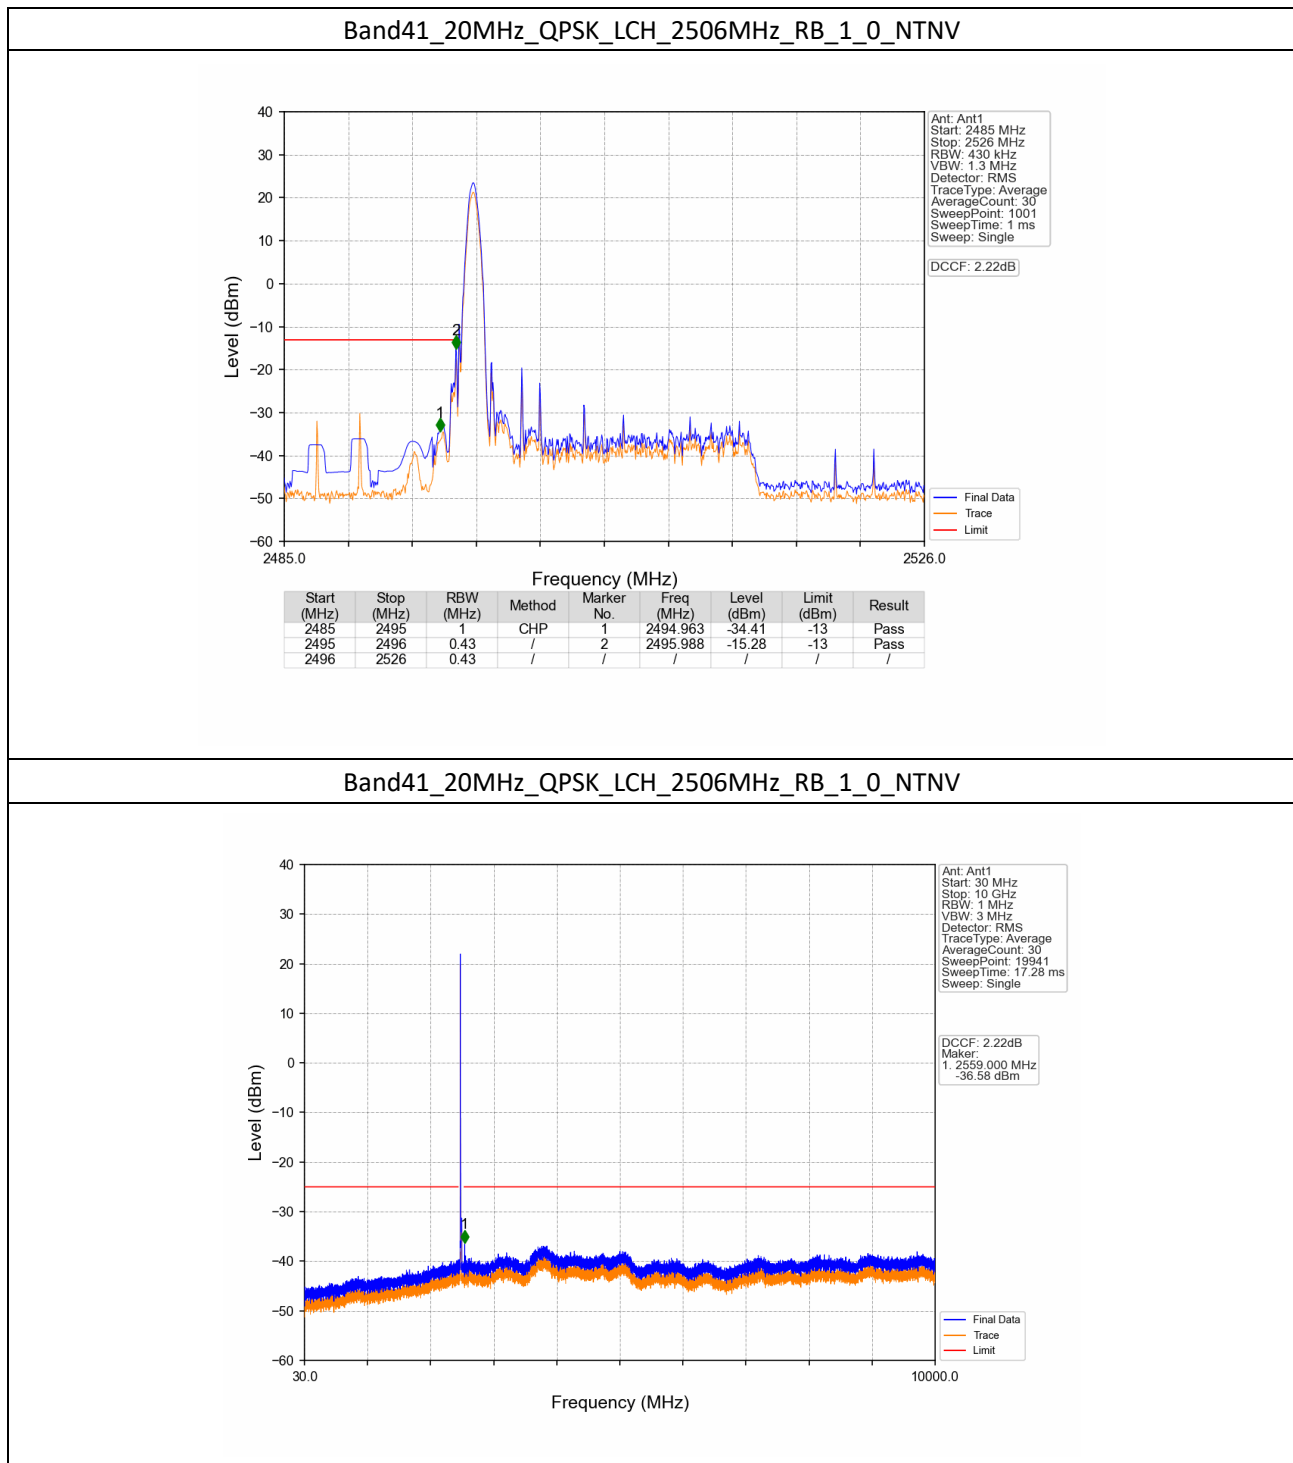 Band41_20MHz_QPSK_LCH_2506MHz_RB_1_0_NTNV
40
30
20
10
0
−10
−20
−30
−40
−50
−60
Level (dBm)
2
1
2485.0
2526.0
Frequency (MHz)
Ant: Ant1
Start: 2485 MHz
Stop: 2526 MHz
RBW: 430 kHz
VBW: 1.3 MHz
Detector: RMS
TraceType: Average
AverageCount: 30
SweepPoint: 1001
SweepTime: 1 ms
Sweep: Single
DCCF: 2.22dB
Final Data
Trace
Limit
Start (MHz) Stop (MHz) RBW (MHz) Method Marker No. Freq (MHz) Level (dBm) Limit (dBm) Result
2485 2495 1 CHP 1 2494.963 -34.41 -13 Pass
2495 2496 0.43 / 2 2495.988 -15.28 -13 Pass
2496 2526 0.43 / / / / / /
Band41_20MHz_QPSK_LCH_2506MHz_RB_1_0_NTNV
40
30
20
10
0
−10
−20
−30
−40
−50
−60
Level (dBm)
1
30.0
10000.0
Frequency (MHz)
Ant: Ant1
Start: 30 MHz
Stop: 10 GHz
RBW: 1 MHz
VBW: 3 MHz
Detector: RMS
TraceType: Average
AverageCount: 30
SweepPoint: 19941
SweepTime: 17.28 ms
Sweep: Single
DCCF: 2.22dB
Maker:
1. 2559.000 MHz
-36.58 dBm
Final Data
Trace
Limit